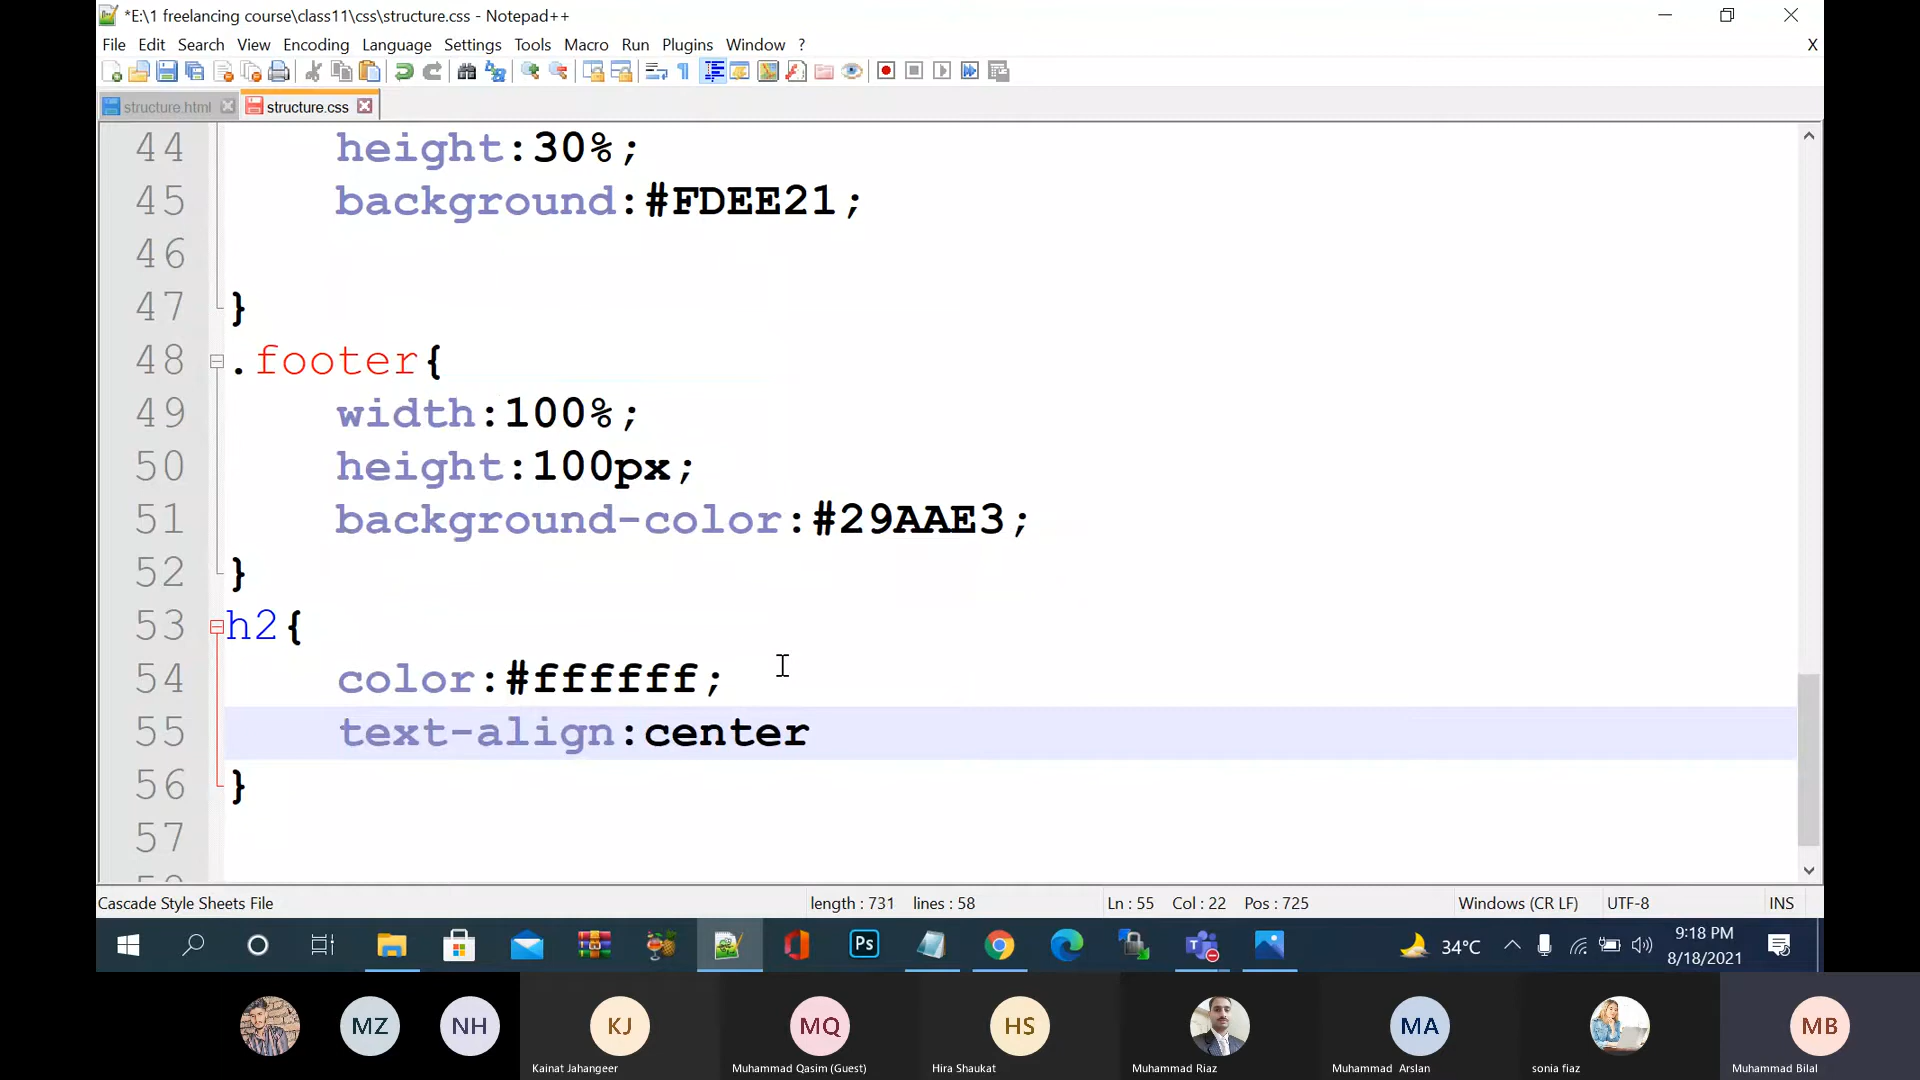 *E:\1 freelancing course\class11\css\structure.css - Notepad++
File Edit Search View Encoding Language Settings Tools Macro Run Plugins Window ? X
structure.html structure.css
44 height:30%;
45 background:#FDEE21;
46
47 }
48 .footer{
49 width:100%;
50 height:100px;
51 background-color:#29AAE3;
52 }
53 h2{
54 color:#ffffff;
55 text-align:center
56 }
57
Cascade Style Sheets File length : 731 lines : 58 Ln : 55 Col : 22 Pos : 725 Windows (CR LF) UTF-8 INS
Ps 34°C 9:18 PM
8/18/2021
MZ NH KJ MQ HS MA MB
Kainat Jahangeer Muhammad Qasim (Guest) Hira Shaukat Muhammad Riaz Muhammad Arslan sonia fiaz Muhammad Bilal